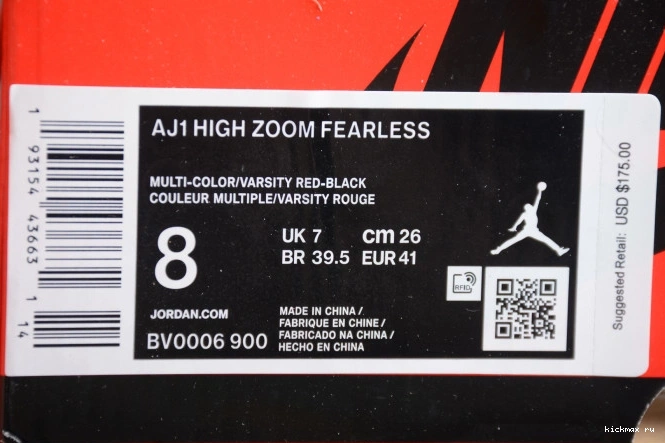 AJ1 HIGH ZOOM FEARLESS
MULTI-COLOR/VARSITY RED-BLACK
COULEUR MULTIPLE/VARSITY ROUGE
8
UK 7 cm 26
BR 39.5 EUR 41
RFID
JORDAN.COM
BV0006 900
MADE IN CHINA /
FABRIQUE EN CHINE /
FABRICADO NA CHINA /
HECHO EN CHINA
1 93154 43663 1 14
Suggested Retail: USD $175.00
kickmax ru